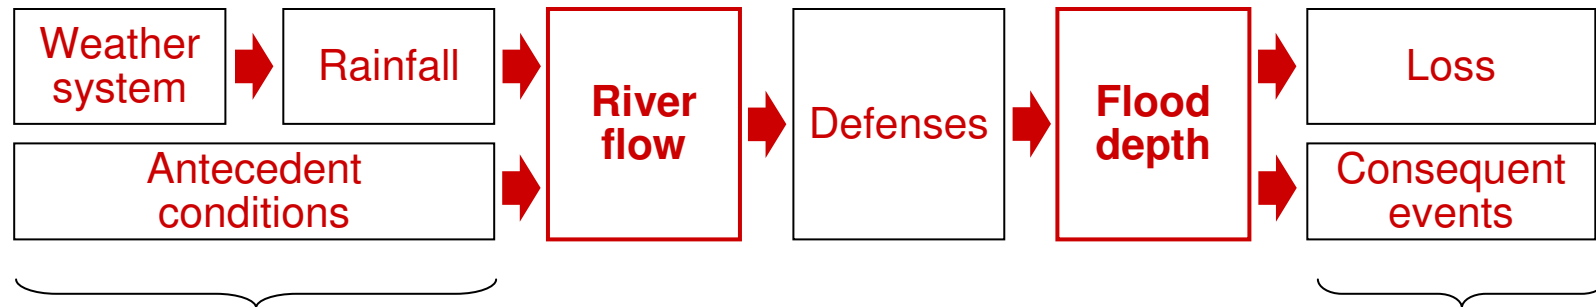 Weather
system
Rainfall
Antecedent
conditions
River
flow
Defenses
Flood
depth
Loss
Consequent
events